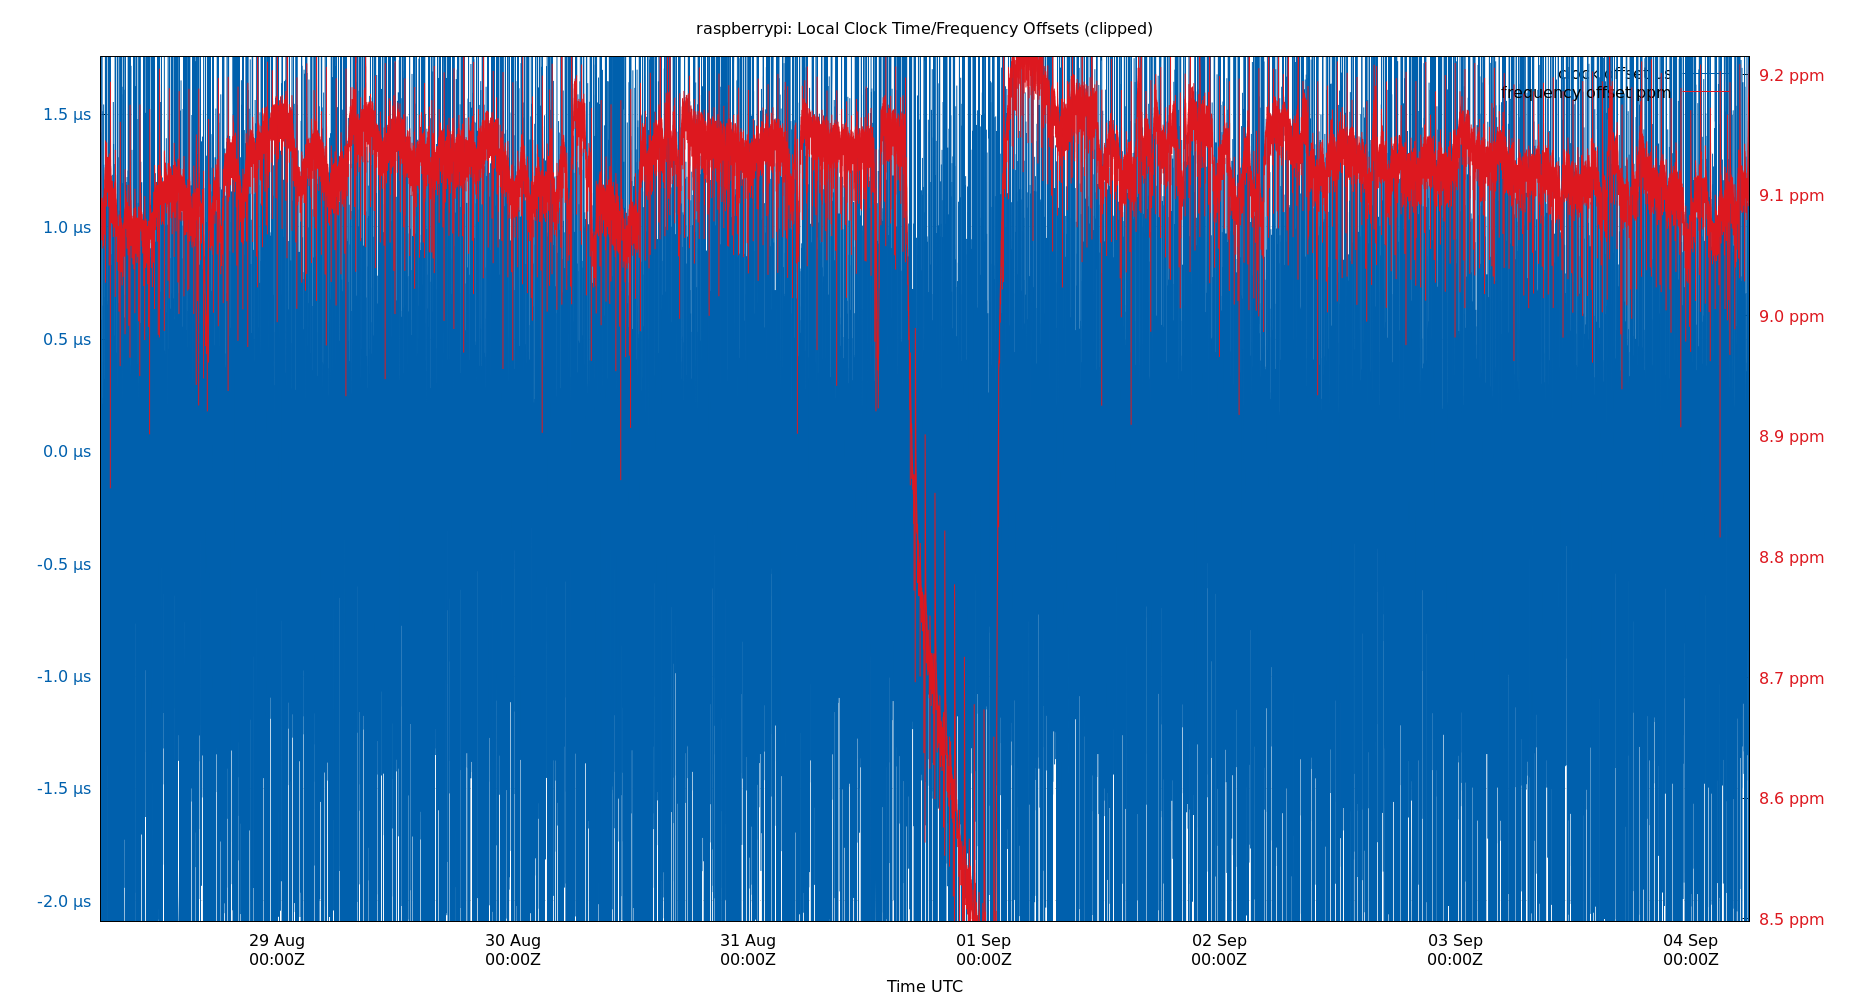 raspberrypi: Local Clock Time/Frequency Offsets (clipped)
clock offset µs
frequency offset ppm
1.5 µs
1.0 µs
0.5 µs
0.0 µs
-0.5 µs
-1.0 µs
-1.5 µs
-2.0 µs
9.2 ppm
9.1 ppm
9.0 ppm
8.9 ppm
8.8 ppm
8.7 ppm
8.6 ppm
8.5 ppm
29 Aug 30 Aug 31 Aug 01 Sep 02 Sep 03 Sep 04 Sep
00:00Z 00:00Z 00:00Z 00:00Z 00:00Z 00:00Z 00:00Z
Time UTC